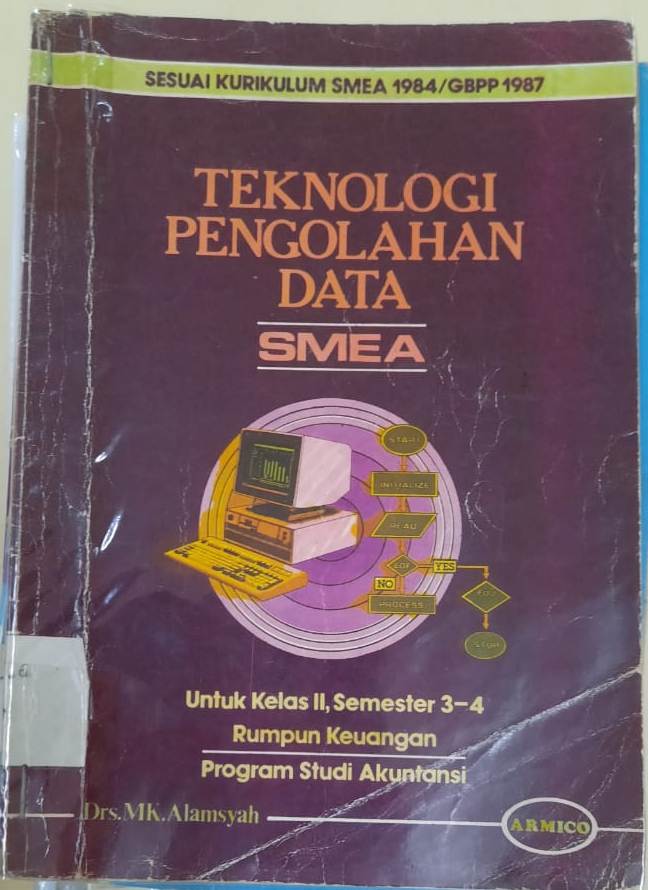 SESUAI KURIKULUM SMEA 1984/GBPP 1987
TEKNOLOGI
PENGOLAHAN
DATA
SMEA
START
INITIALIZE
READ
EOF
YES
NO
PROCESS
STOP
Untuk Kelas II, Semester 3-4
Rumpun Keuangan
Program Studi Akuntansi
Drs.MK.Alamsyah
ARMICO